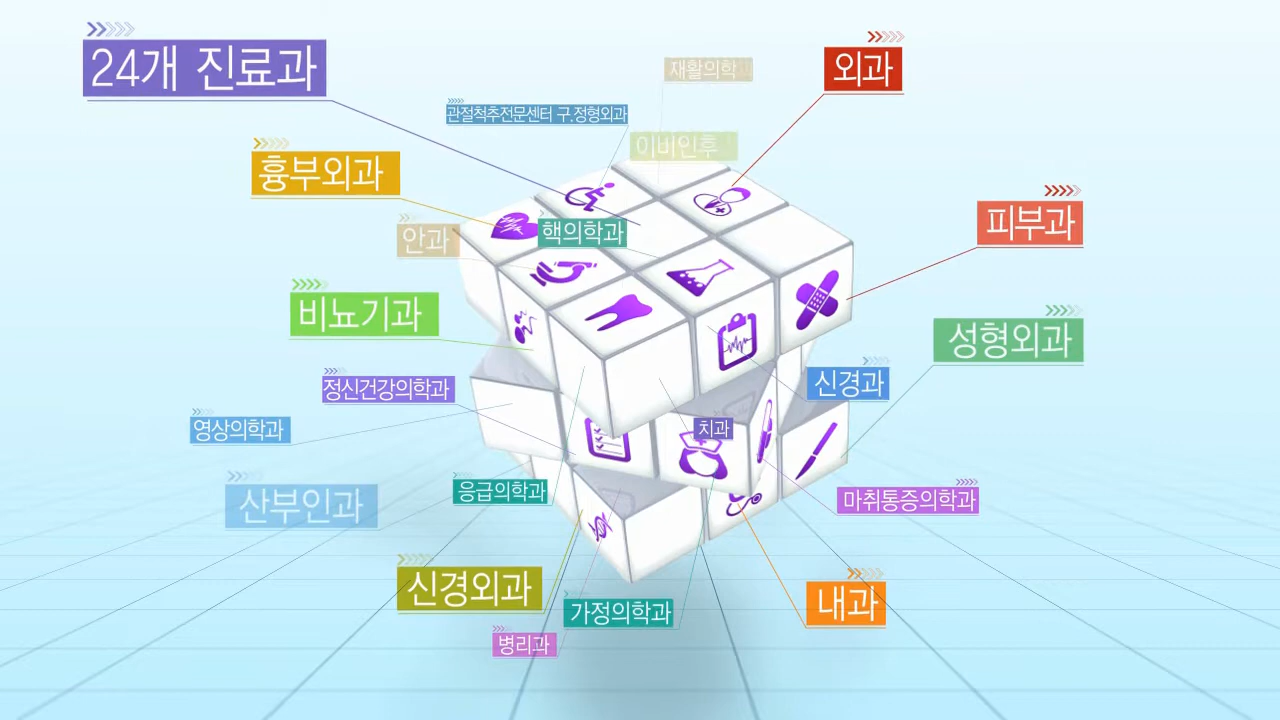 24개 진료과
외과
재활의학
관절척추전문센터 구.정형외과
이비인후
흉부외과
피부과
안과
핵의학과
비뇨기과
성형외과
정신건강의학과
신경과
영상의학과
치과
산부인과
응급의학과
마취통증의학과
신경외과
내과
가정의학과
병리과